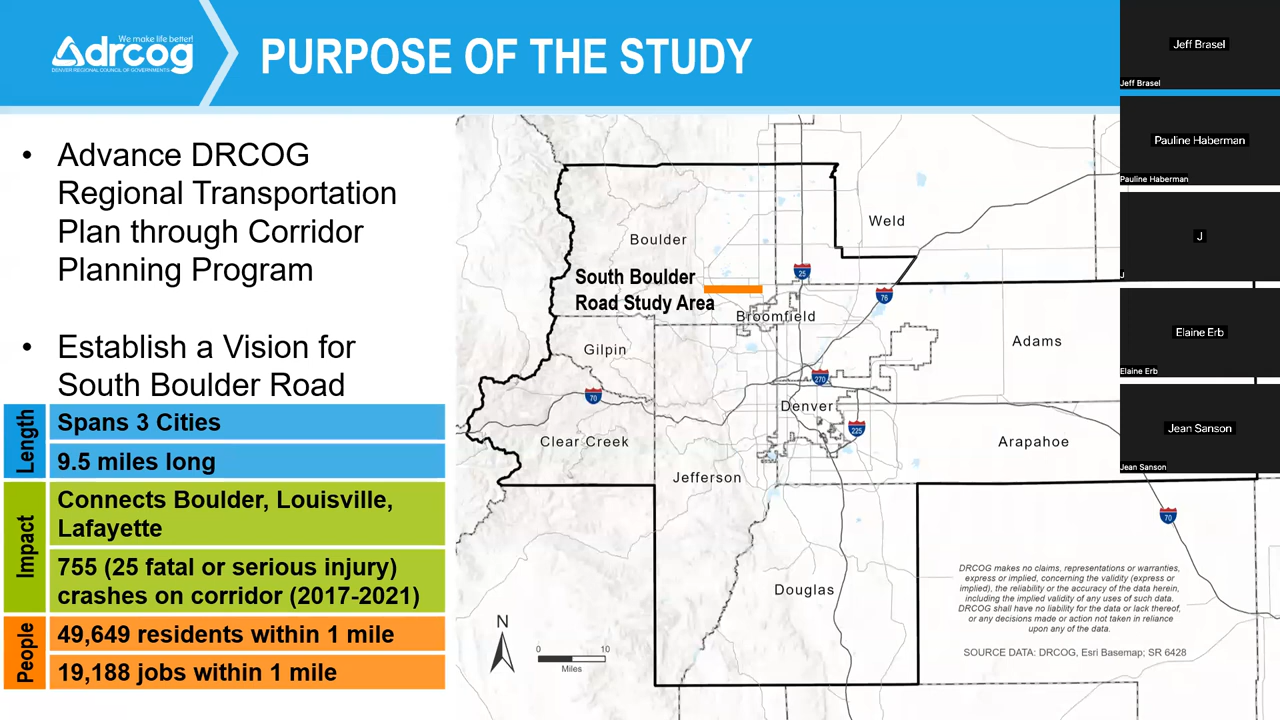 We make life better!
drcog
DENVER REGIONAL COUNCIL OF GOVERNMENTS
PURPOSE OF THE STUDY
• Advance DRCOG
Regional Transportation
Plan through Corridor
Planning Program
• Establish a Vision for
South Boulder Road
Length
Spans 3 Cities
9.5 miles long
Impact
Connects Boulder, Louisville,
Lafayette
755 (25 fatal or serious injury)
crashes on corridor (2017-2021)
People
49,649 residents within 1 mile
19,188 jobs within 1 mile
Weld
Boulder
South Boulder
Road Study Area
25
76
Broomfield
Adams
Gilpin
270
70
Denver
225
Clear Creek
Arapahoe
Jefferson
70
Douglas
N
0
10
Miles
DRCOG makes no claims, representations or warranties,
express or implied, concerning the validity (express or
implied), the reliability or the accuracy of the data herein,
including the implied validity of any uses of such data.
DRCOG shall have no liability for the data or lack thereof,
or any decisions made or action not taken in reliance
upon any of the data.
SOURCE DATA: DRCOG, Esri Basemap; SR 6428
Jeff Brasel
Jeff Brasel
Pauline Haberman
Pauline Haberman
J
J
Elaine Erb
Elaine Erb
Jean Sanson
Jean Sanson